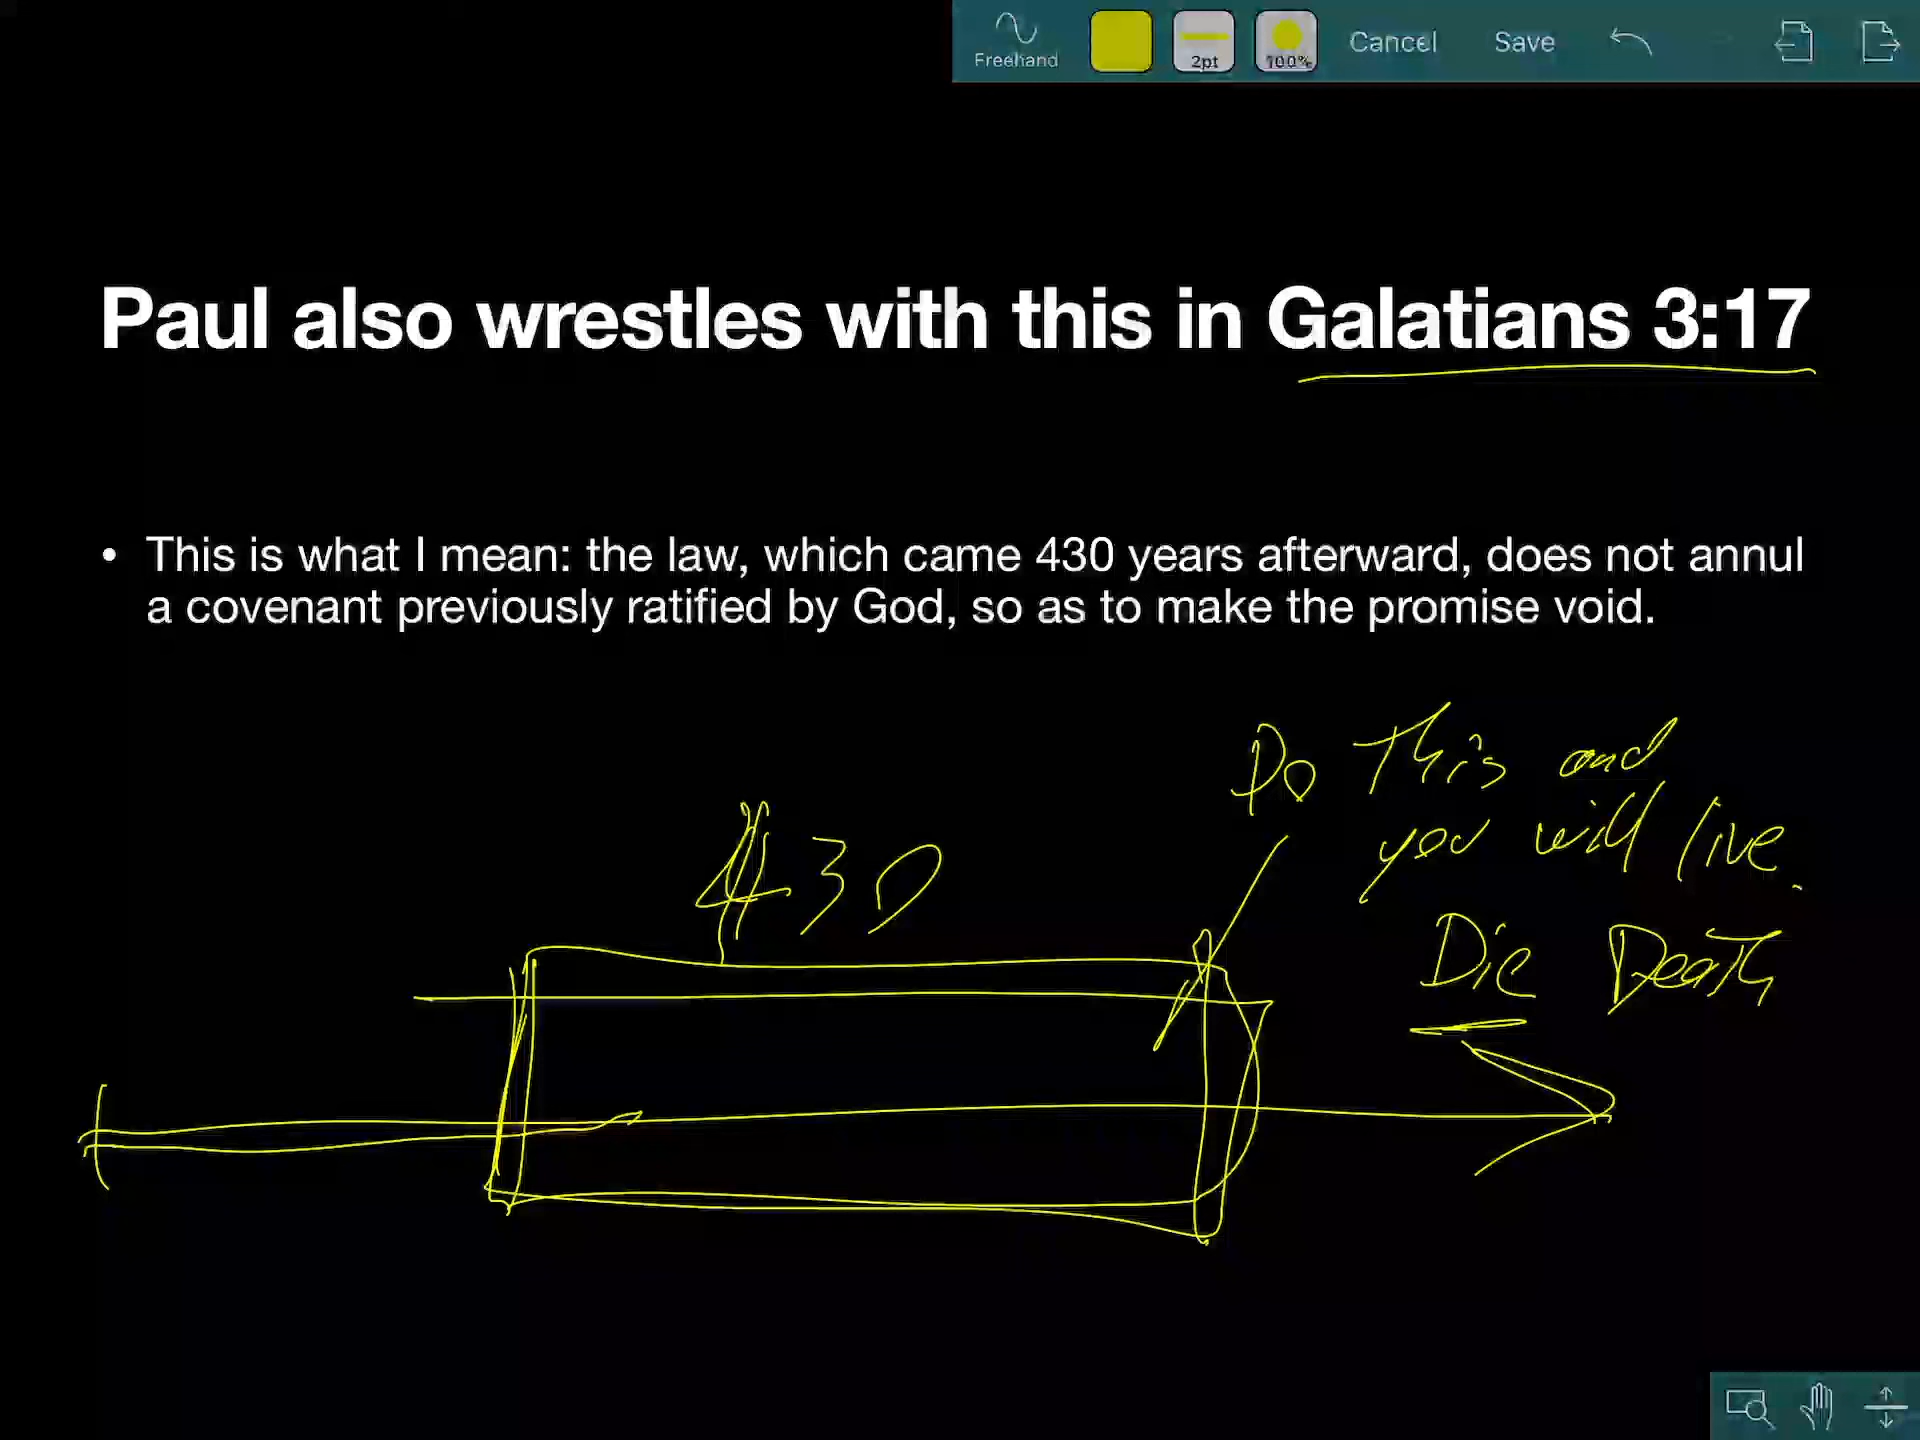 Freehand
2pt
100%
Cancel
Save
Paul also wrestles with this in Galatians 3:17
• This is what I mean: the law, which came 430 years afterward, does not annul
a covenant previously ratified by God, so as to make the promise void.
Do This and
you will live.
430
Die Death